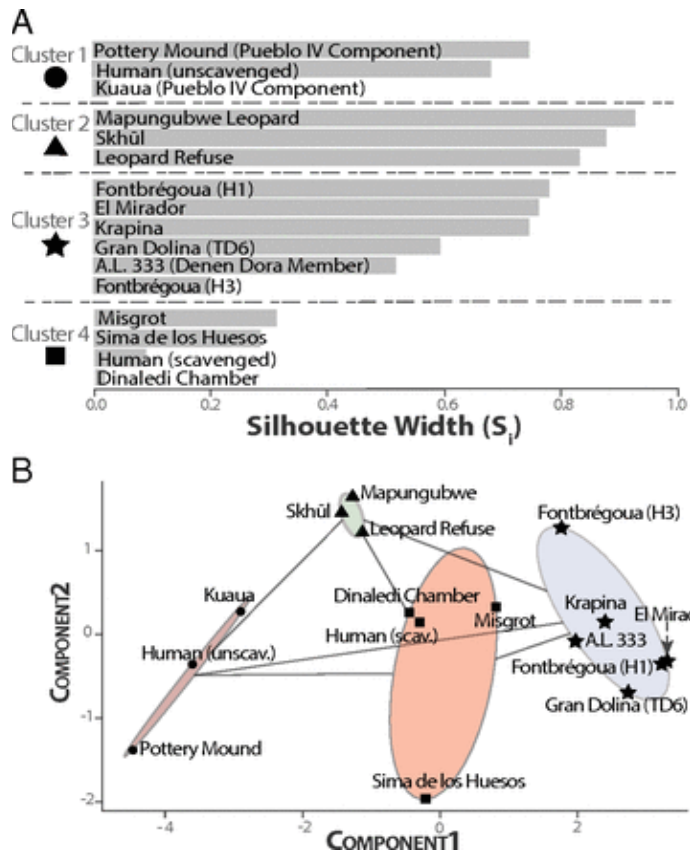 A
Cluster 1
Pottery Mound (Pueblo IV Component)
Human (unscavenged)
Kuaua (Pueblo IV Component)
Cluster 2
Mapungubwe Leopard
Skhūl
Leopard Refuse
Cluster 3
Fontbrégoua (H1)
El Mirador
Krapina
Gran Dolina (TD6)
A.L. 333 (Denen Dora Member)
Fontbrégoua (H3)
Cluster 4
Misgrot
Sima de los Huesos
Human (scavenged)
Dinaledi Chamber
0.0 0.2 0.4 0.6 0.8 1.0
Silhouette Width (Si)
B
Mapungubwe
Skhūl
Leopard Refuse
Fontbrégoua (H3)
Kuaua
Dinaledi Chamber
Human (scav.)
Misgrot
Krapina
El Mirad
A.L. 333
Human (unscav.)
Fontbrégoua (H1)
Gran Dolina (TD6)
Pottery Mound
Sima de los Huesos
1
0
-1
-2
Component2
-4 -2 0 2
Component1